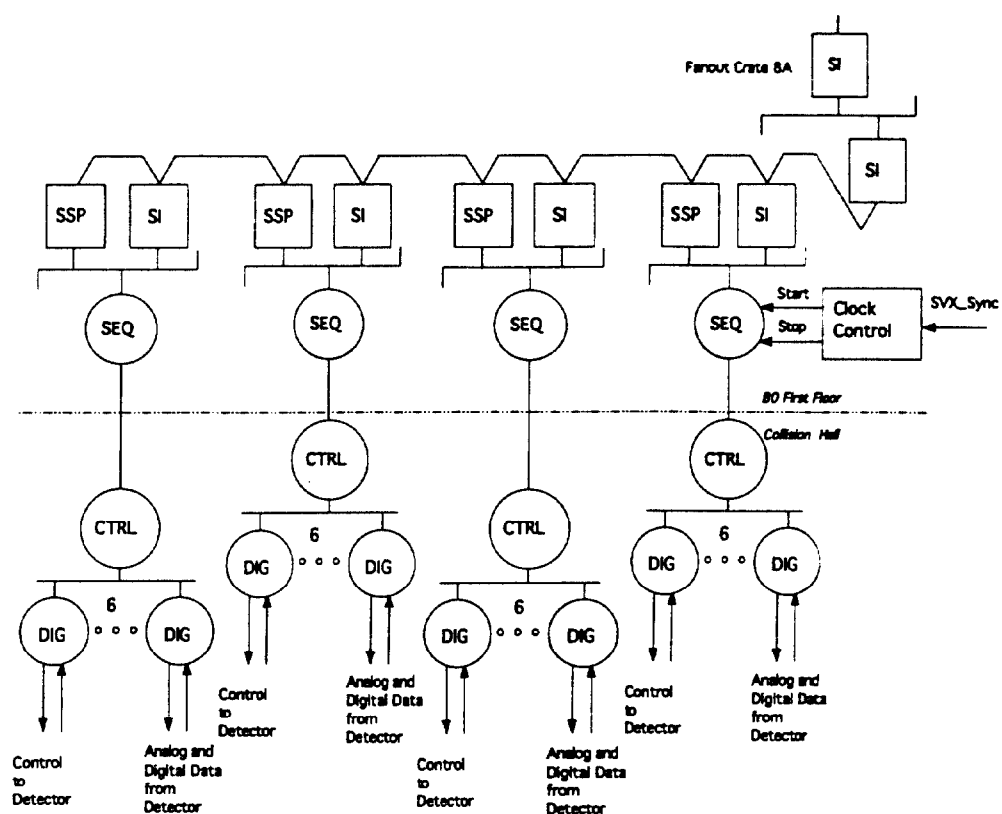 Fanout Crate 8A
SI
SI
SSP
SI
SSP
SI
SSP
SI
SSP
SI
SEQ
SEQ
SEQ
SEQ
Start
Stop
Clock
Control
SVX_Sync
B0 First Floor
Collision Hall
CTRL
CTRL
CTRL
CTRL
6
DIG
DIG
6
DIG
DIG
6
DIG
DIG
6
DIG
DIG
Control
to
Detector
Analog and
Digital Data
from
Detector
Control
to
Detector
Analog and
Digital Data
from
Detector
Control
to
Detector
Analog and
Digital Data
from
Detector
Control
to
Detector
Analog and
Digital Data
from
Detector